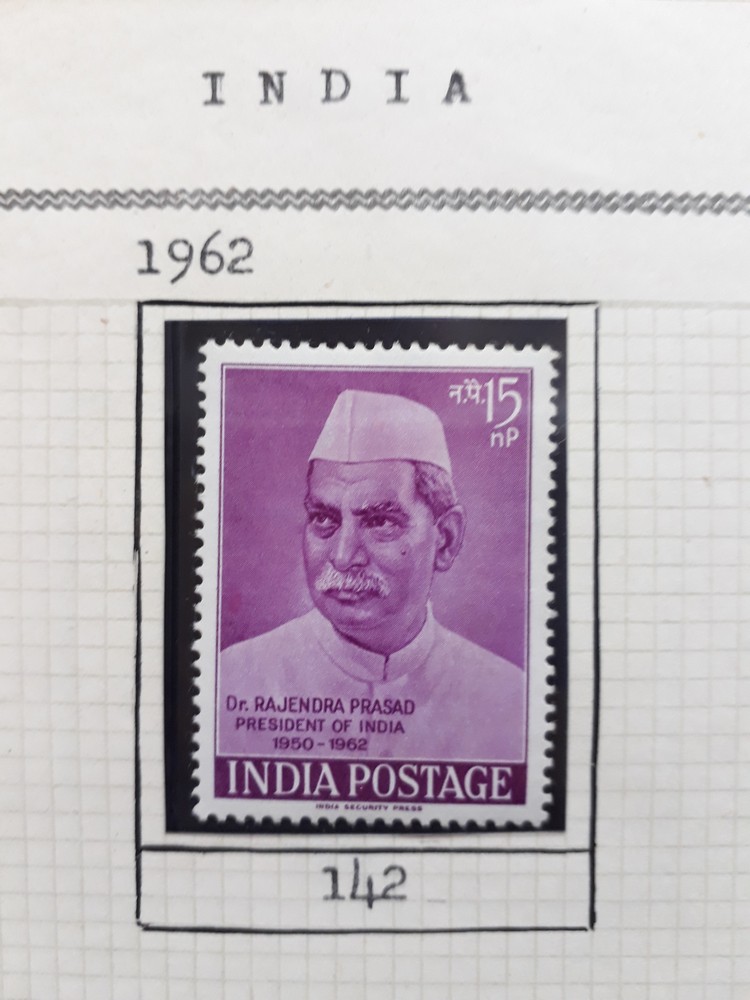 INDIA
1962
न.पै.15
nP
Dr. RAJENDRA PRASAD
PRESIDENT OF INDIA
1950-1962
INDIA POSTAGE
INDIA SECURITY PRESS
142